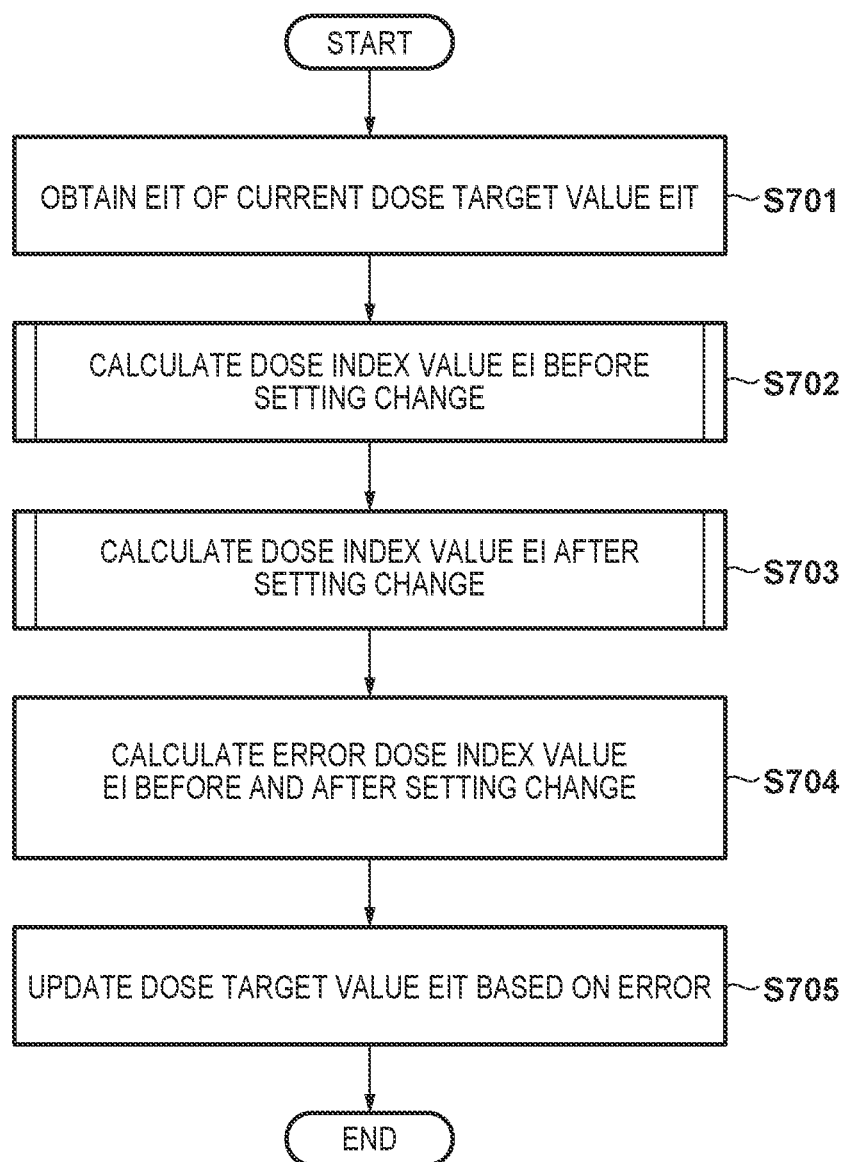 START
OBTAIN EIT OF CURRENT DOSE TARGET VALUE EIT
S701
CALCULATE DOSE INDEX VALUE EI BEFORE
SETTING CHANGE
S702
CALCULATE DOSE INDEX VALUE EI AFTER
SETTING CHANGE
S703
CALCULATE ERROR DOSE INDEX VALUE
EI BEFORE AND AFTER SETTING CHANGE
S704
UPDATE DOSE TARGET VALUE EIT BASED ON ERROR
S705
END